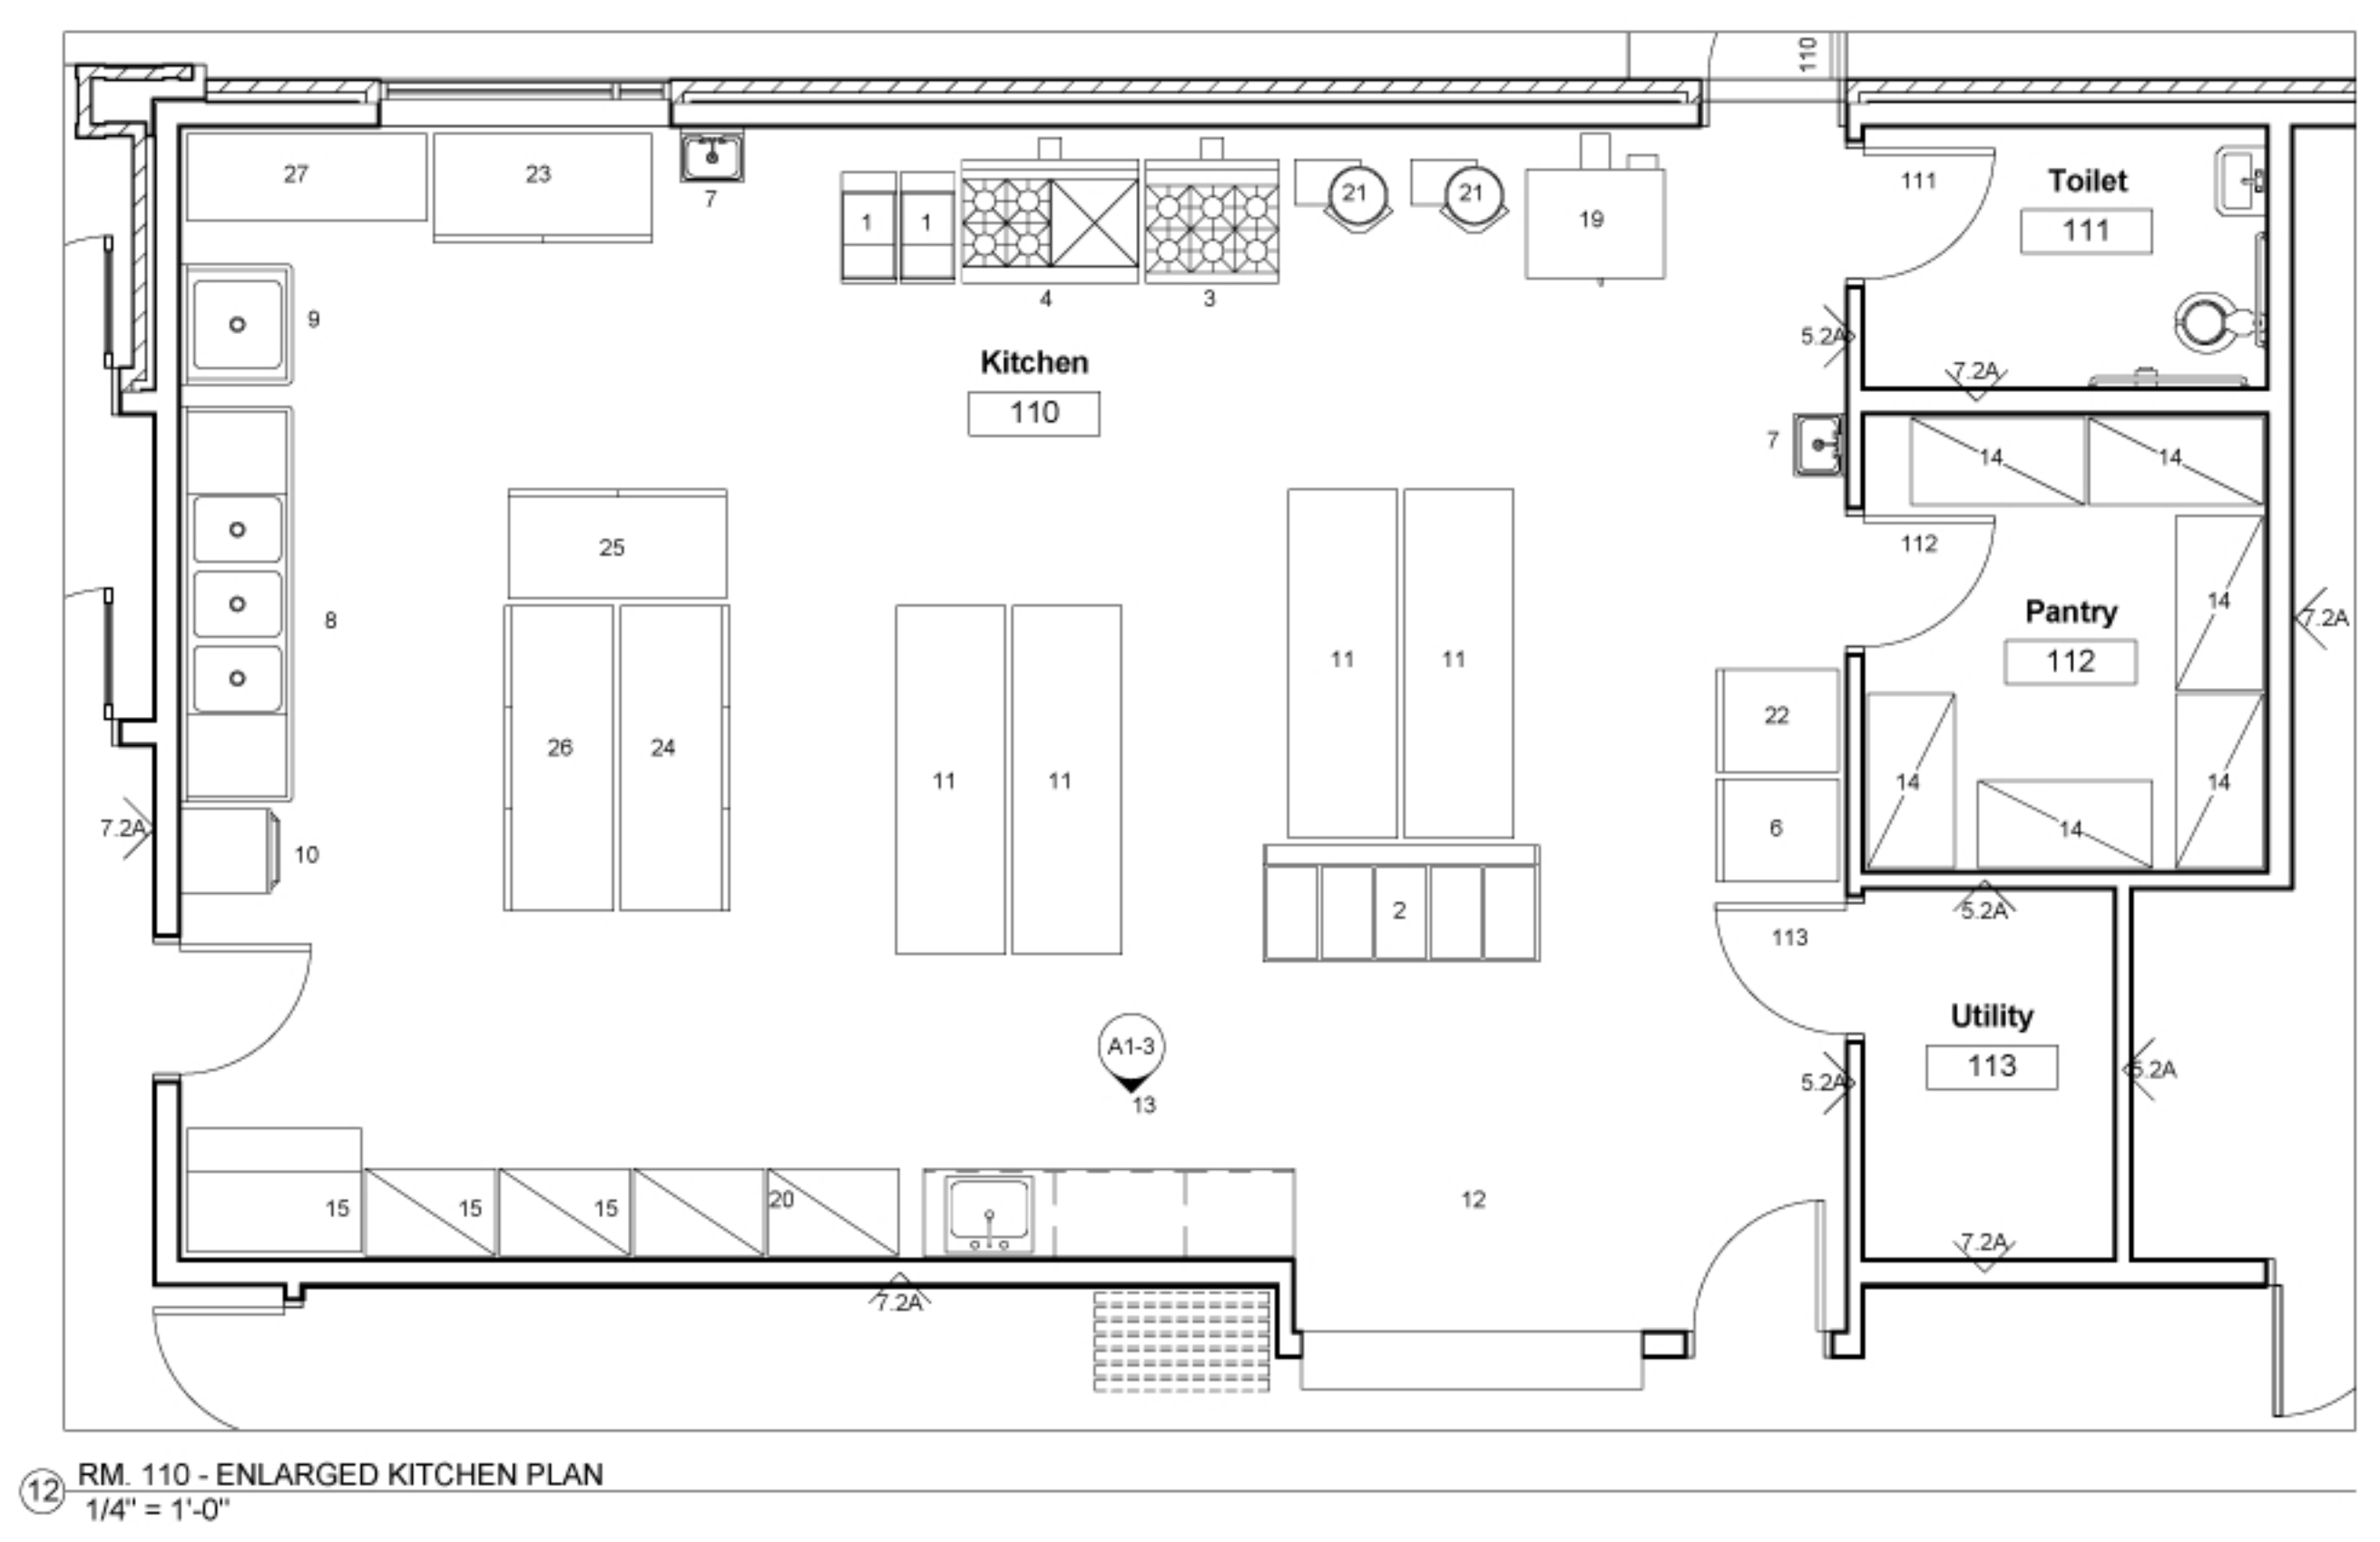 110
27
23
7
1
1
4
3
21
21
19
111
Toilet
111
9
5.2A
7.2A
Kitchen
110
7
14
14
112
25
14
Pantry
112
7.2A
8
11
11
22
26
24
11
11
14
14
6
14
7.2A
10
2
5.2A
113
Utility
113
A1-3
13
5.2A
5.2A
15
15
15
20
12
7.2A
7.2A
12
RM. 110 - ENLARGED KITCHEN PLAN
1/4" = 1'-0"